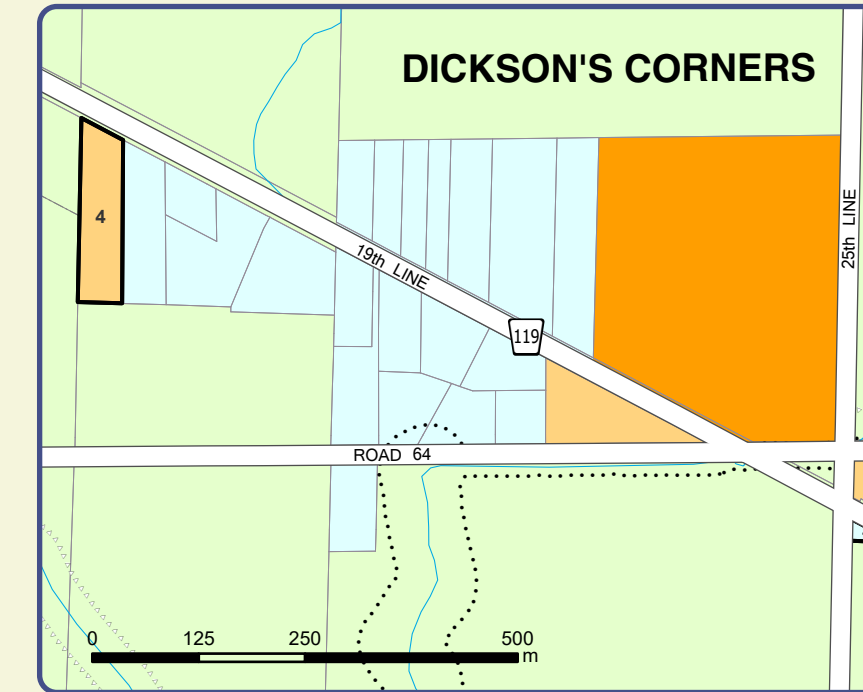 DICKSON'S CORNERS
4
25th LINE
19th LINE
119
ROAD 64
0 125 250 500
m